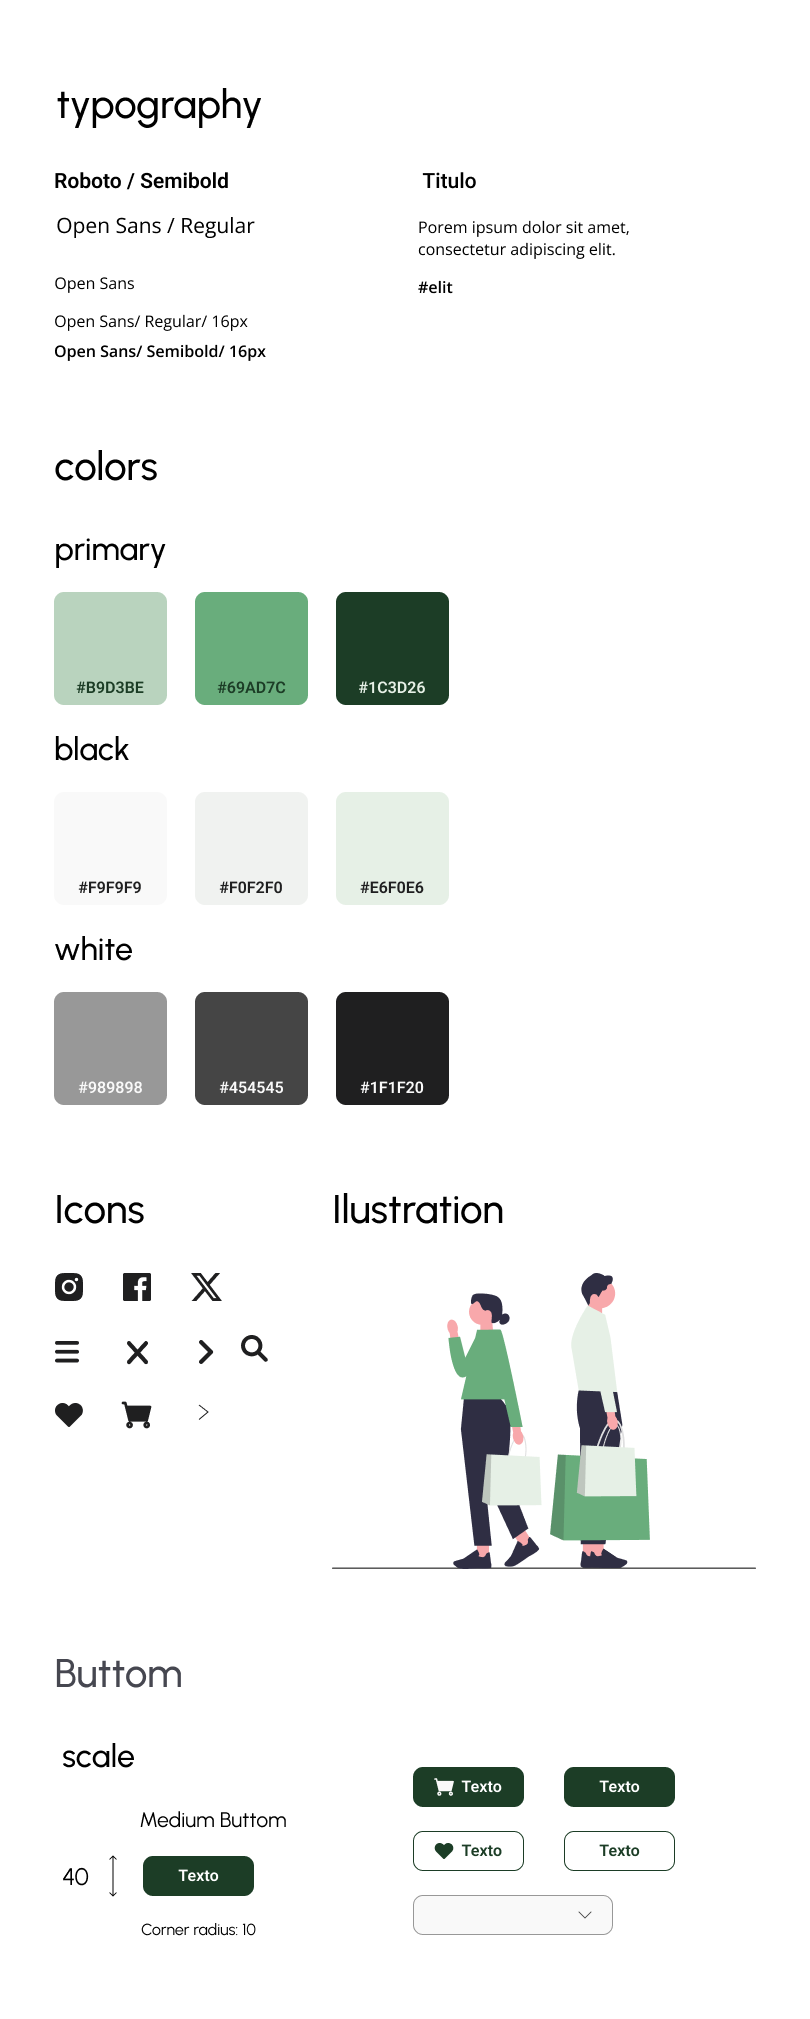 typography
Roboto / Semibold
Titulo
Open Sans / Regular
Porem ipsum dolor sit amet,
consectetur adipiscing elit.
Open Sans
#elit
Open Sans/ Regular/ 16px
Open Sans/ Semibold/ 16px
colors
primary
#B9D3BE
#69AD7C
#1C3D26
black
#F9F9F9
#F0F2F0
#E6F0E6
white
#989898
#454545
#1F1F20
Icons
Ilustration
Buttom
scale
Medium Buttom
40
Texto
Corner radius: 10
Texto
Texto
Texto
Texto